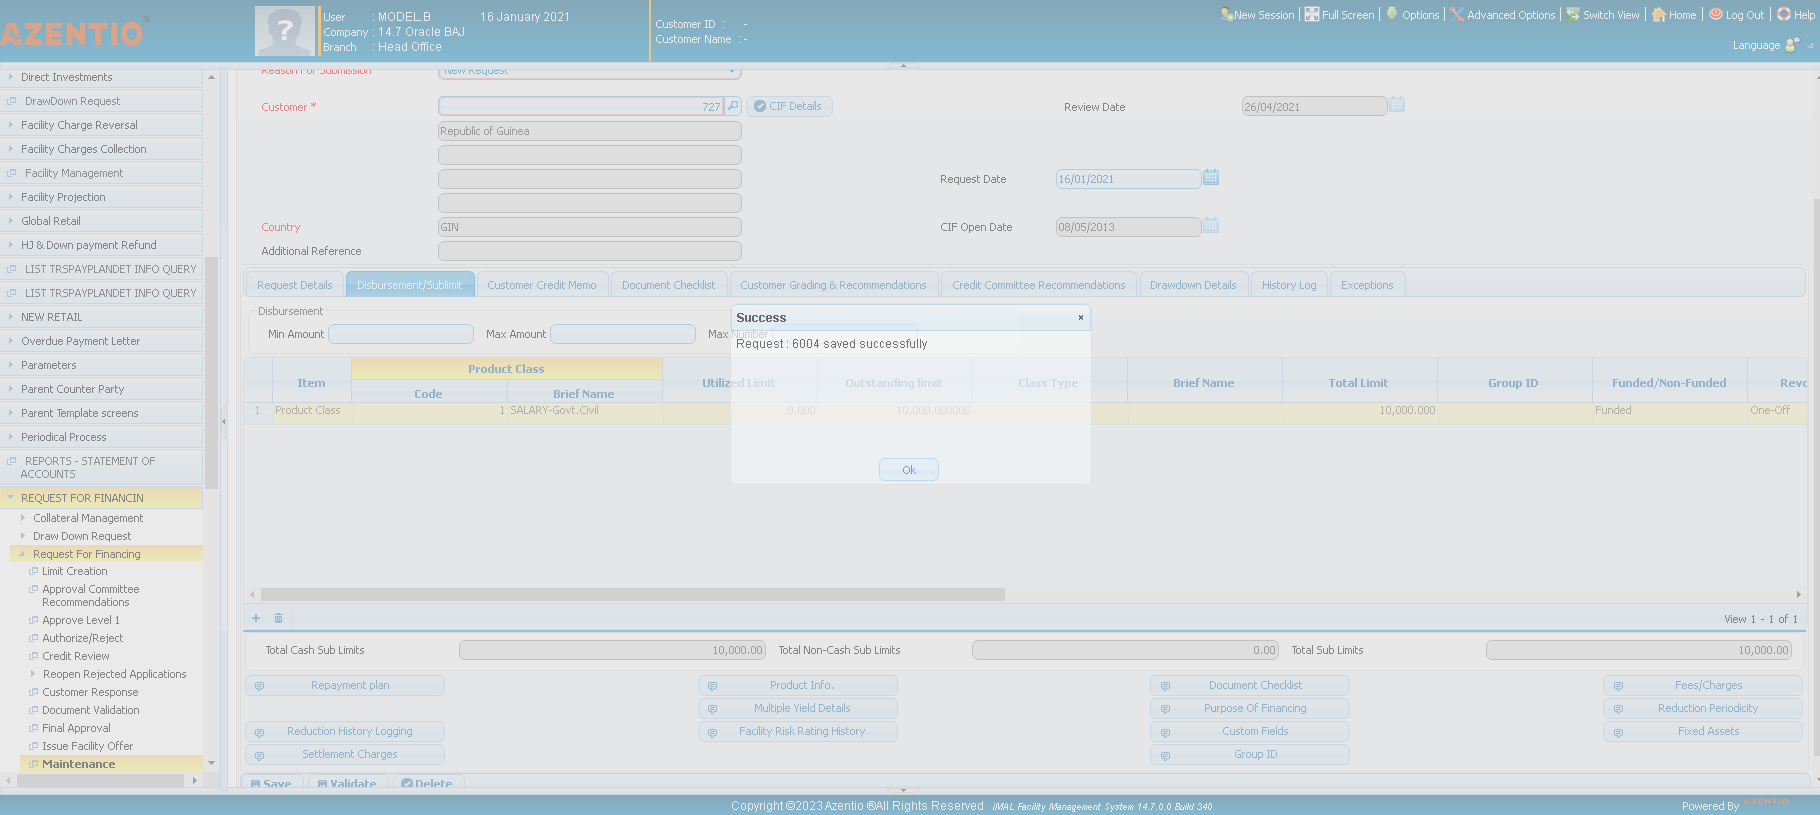 AZENTIO
User : MODEL.B 16 January 2021
Company : 14.7 Oracle BAJ
Branch : Head Office
Customer ID : -
Customer Name : -
New Session Full Screen Options Advanced Options Switch View Home Log Out Help
Language
Direct Investments
DrawDown Request
Facility Charge Reversal
Facility Charges Collection
Facility Management
Facility Projection
Global Retail
HJ & Down payment Refund
LIST TRSPAYPLANDET INFO QUERY
LIST TRSPAYPLANDET INFO QUERY
NEW RETAIL
Overdue Payment Letter
Parameters
Parent Counter Party
Parent Template screens
Periodical Process
REPORTS - STATEMENT OF
ACCOUNTS
REQUEST FOR FINANCIN
Collateral Management
Draw Down Request
Request For Financing
Limit Creation
Approval Committee
Recommendations
Approve Level 1
Authorize/Reject
Credit Review
Reopen Rejected Applications
Customer Response
Document Validation
Final Approval
Issue Facility Offer
Maintenance
Reason For Submission New Request
Customer * 727 CIF Details Review Date 26/04/2021
Republic of Guinea
Request Date 16/01/2021
Country GIN CIF Open Date 08/05/2013
Additional Reference
Request Details Disbursement/Sublimit Customer Credit Memo Document Checklist Customer Grading & Recommendations Credit Committee Recommendations Drawdown Details History Log Exceptions
Disbursement
Min Amount Max Amount Max Number
Success ×
Request : 6004 saved successfully
Ok
Item Product Class Utilized Limit Outstanding limit Class Type Brief Name Total Limit Group ID Funded/Non-Funded Revo
Code Brief Name
1 Product Class 1 SALARY-Govt.Civil 0.000 10,000.000000 10,000.000 Funded One-Off
View 1 - 1 of 1
Total Cash Sub Limits 10,000.00 Total Non-Cash Sub Limits 0.00 Total Sub Limits 10,000.00
Repayment plan Product Info. Document Checklist Fees/Charges
Multiple Yield Details Purpose Of Financing Reduction Periodicity
Reduction History Logging Facility Risk Rating History Custom Fields Fixed Assets
Settlement Charges Group ID
Save Validate Delete
Copyright ©2023 Azentio ®All Rights Reserved iMAL Facility Management System 14.7.0.0 Build 340
Powered By AZENTIO